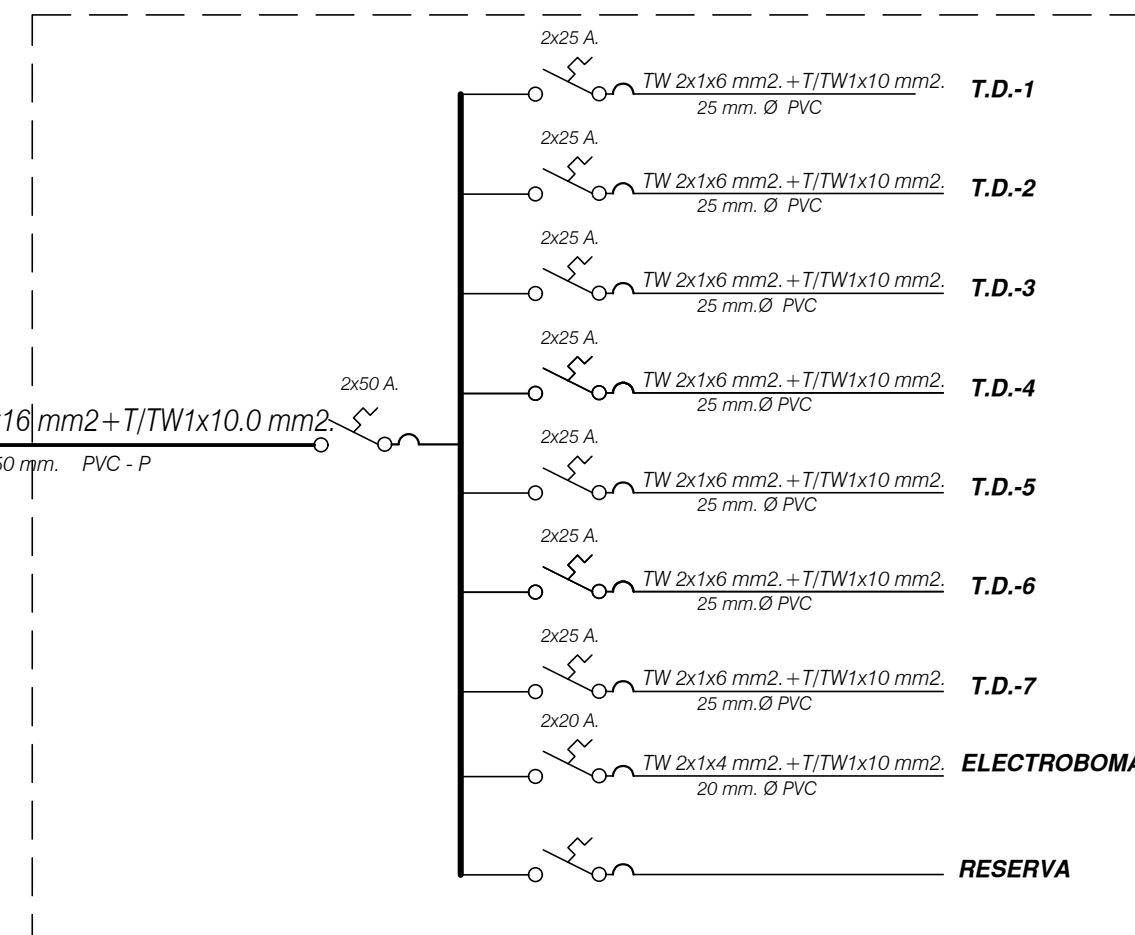 2x25 A.
TW 2x1x6 mm2.+T/TW1x10 mm2. T.D.-1
25 mm. Ø PVC
2x25 A.
TW 2x1x6 mm2.+T/TW1x10 mm2. T.D.-2
25 mm. Ø PVC
2x25 A.
TW 2x1x6 mm2.+T/TW1x10 mm2. T.D.-3
25 mm.Ø PVC
2x25 A.
TW 2x1x6 mm2.+T/TW1x10 mm2. T.D.-4
25 mm.Ø PVC
2x50 A.
x16 mm2+T/TW1x10.0 mm2.
50 mm. PVC - P
2x25 A.
TW 2x1x6 mm2.+T/TW1x10 mm2. T.D.-5
25 mm. Ø PVC
2x25 A.
TW 2x1x6 mm2.+T/TW1x10 mm2. T.D.-6
25 mm.Ø PVC
2x25 A.
TW 2x1x6 mm2.+T/TW1x10 mm2. T.D.-7
25 mm.Ø PVC
2x20 A.
TW 2x1x4 mm2.+T/TW1x10 mm2. ELECTROBOMA
20 mm. Ø PVC
RESERVA